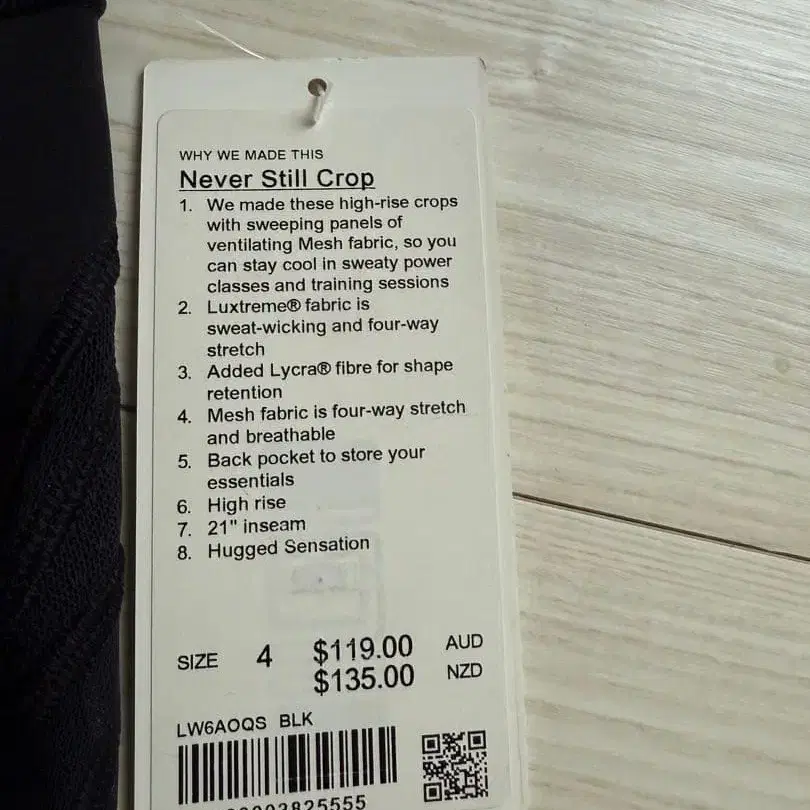 WHY WE MADE THIS
Never Still Crop
1. We made these high-rise crops
with sweeping panels of
ventilating Mesh fabric, so you
can stay cool in sweaty power
classes and training sessions
2. Luxtreme® fabric is
sweat-wicking and four-way
stretch
3. Added Lycra® fibre for shape
retention
4. Mesh fabric is four-way stretch
and breathable
5. Back pocket to store your
essentials
6. High rise
7. 21" inseam
8. Hugged Sensation
SIZE 4 $119.00 AUD
$135.00 NZD
LW6AOQS BLK